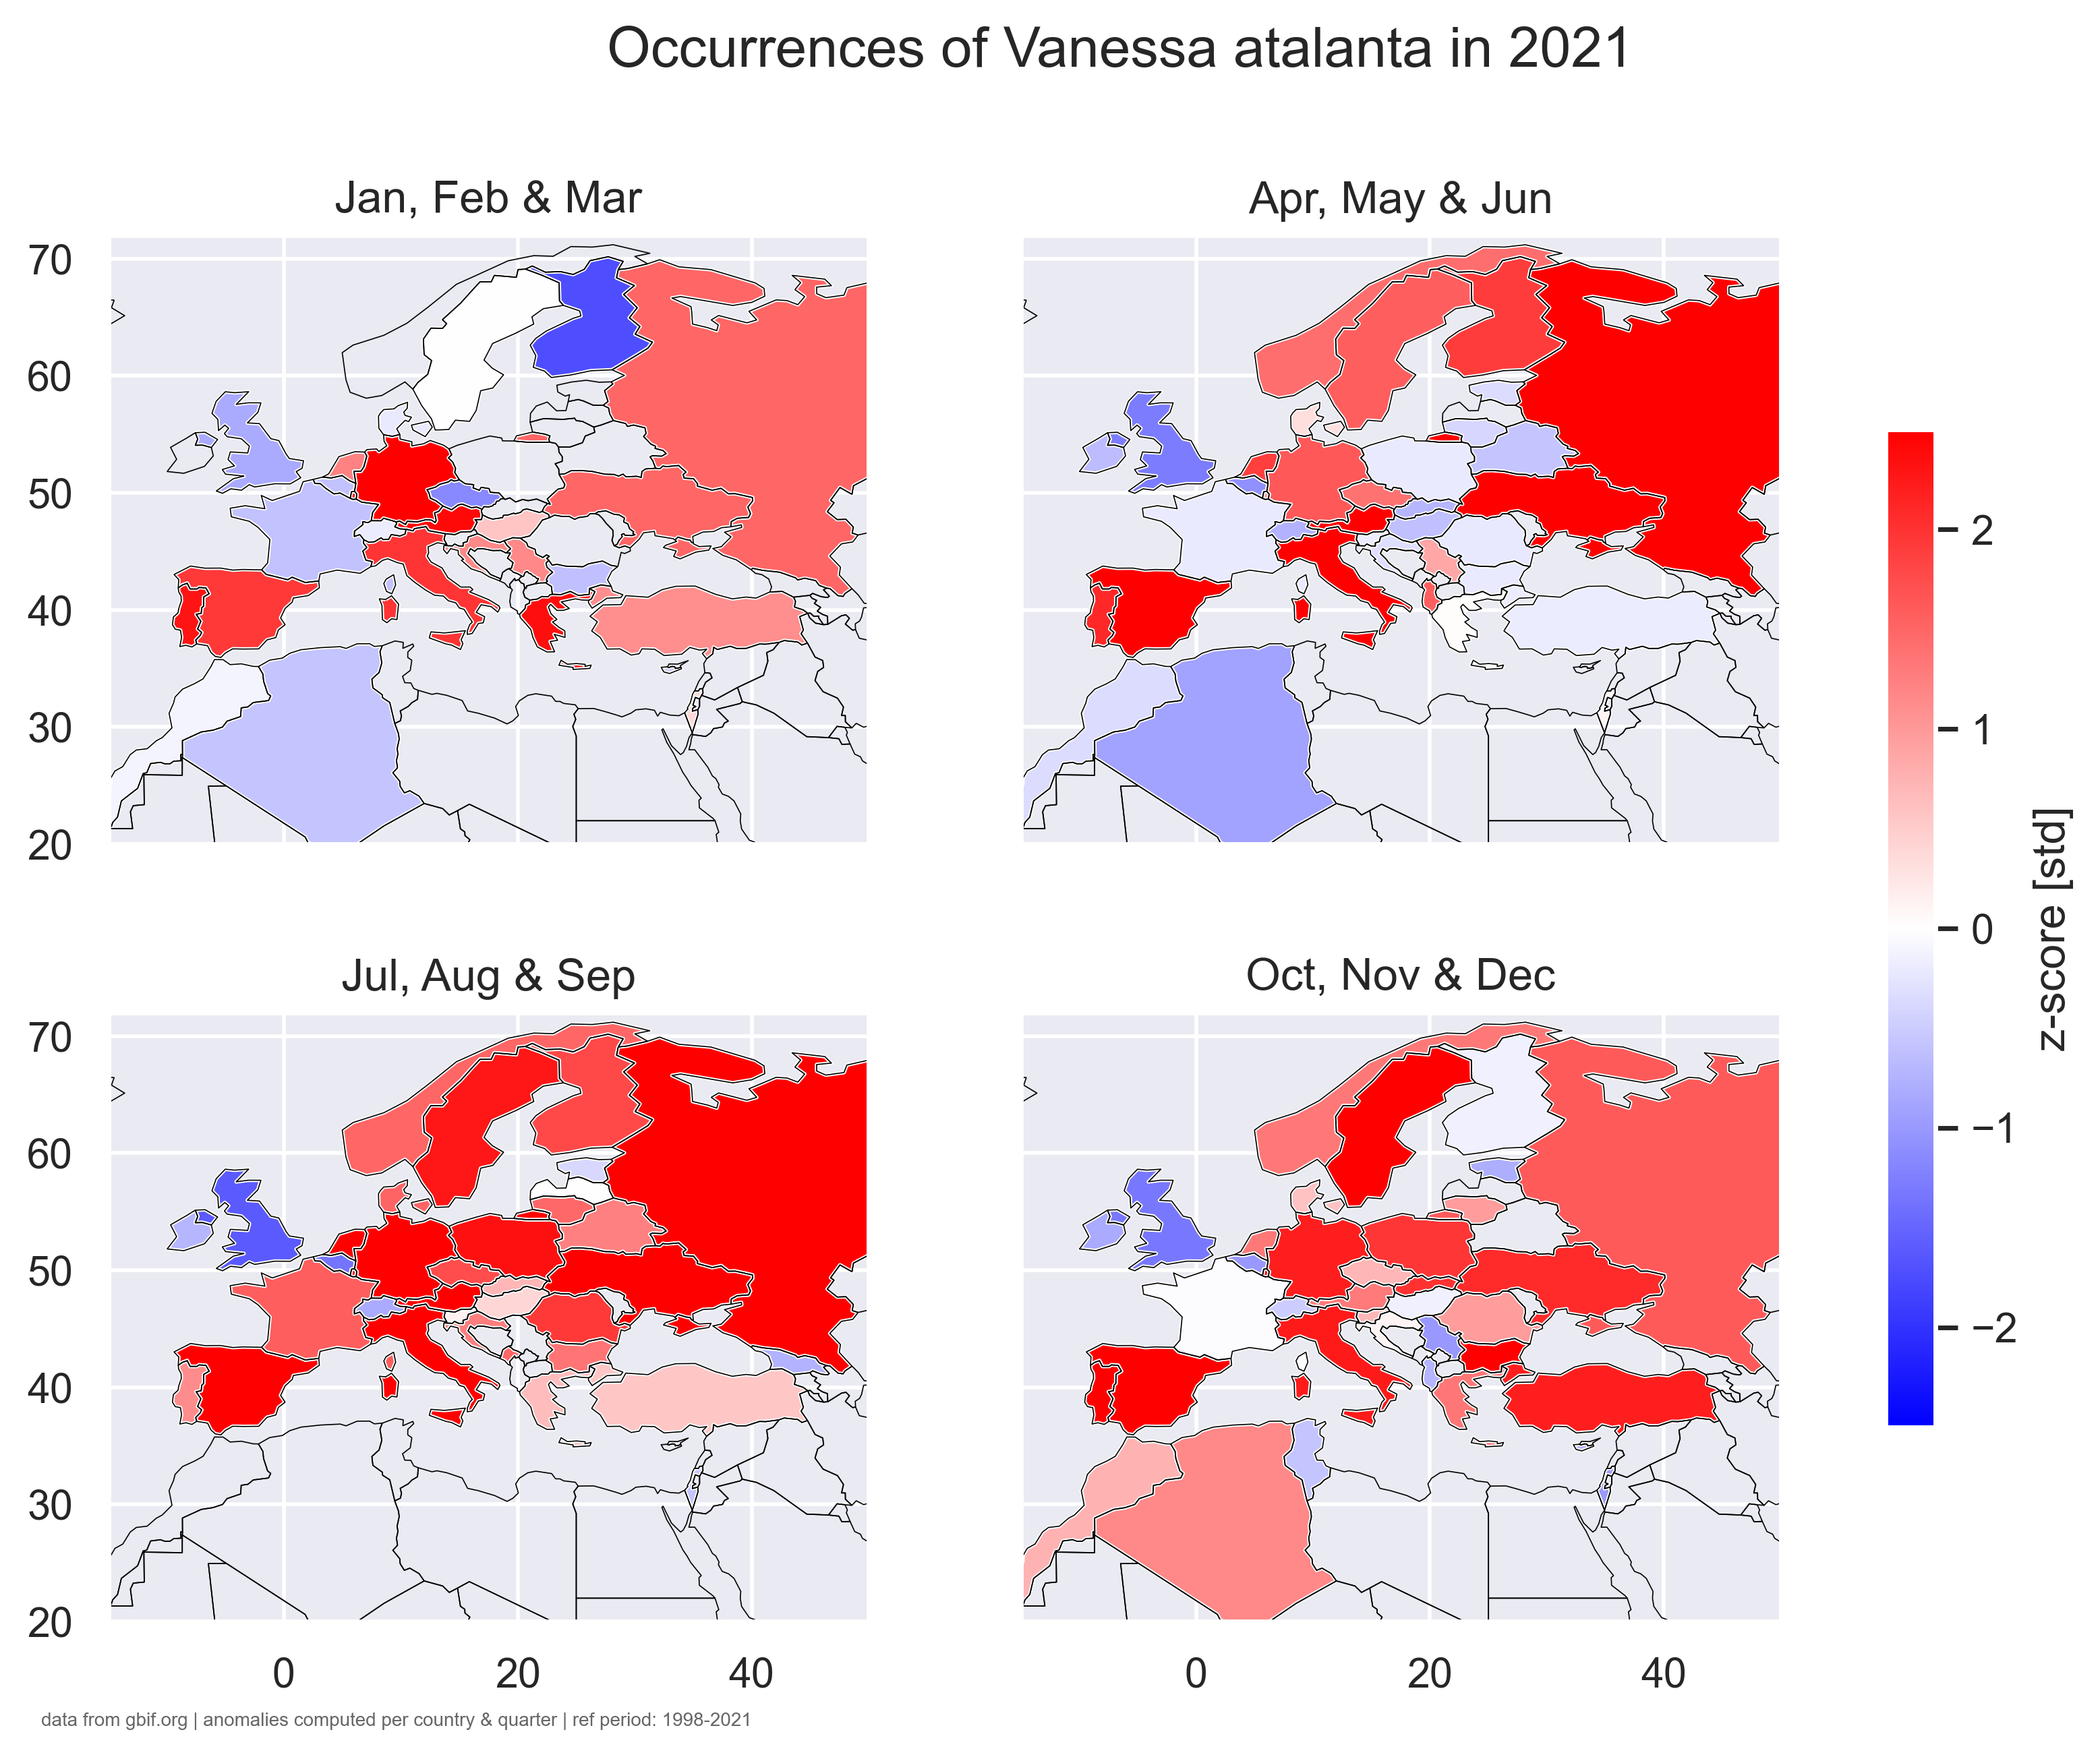 Occurrences of Vanessa atalanta in 2021
Jan, Feb & Mar
Apr, May & Jun
70
60
50
40
30
20
2
1
0
−1
−2
z-score [std]
Jul, Aug & Sep
Oct, Nov & Dec
70
60
50
40
30
20
0 20 40
0 20 40
data from gbif.org | anomalies computed per country & quarter | ref period: 1998-2021